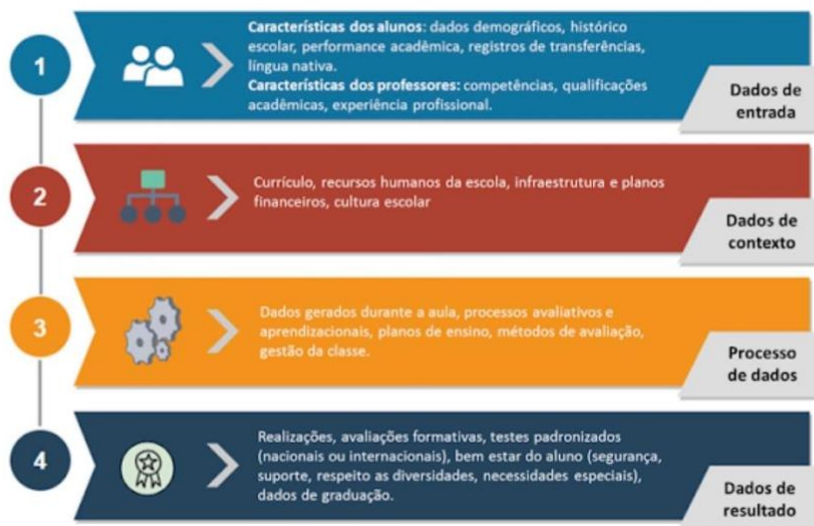 1
Características dos alunos: dados demográficos, histórico
escolar, performance acadêmica, registros de transferências,
língua nativa.
Características dos professores: competências, qualificações
acadêmicas, experiência profissional.
Dados de
entrada
2
Currículo, recursos humanos da escola, infraestrutura e planos
financeiros, cultura escolar
Dados de
contexto
3
Dados gerados durante a aula, processos avaliativos e
aprendizacionais, planos de ensino, métodos de avaliação,
gestão da classe.
Processo
de dados
4
Realizações, avaliações formativas, testes padronizados
(nacionais ou internacionais), bem estar do aluno (segurança,
suporte, respeito as diversidades, necessidades especiais),
dados de graduação.
Dados de
resultado